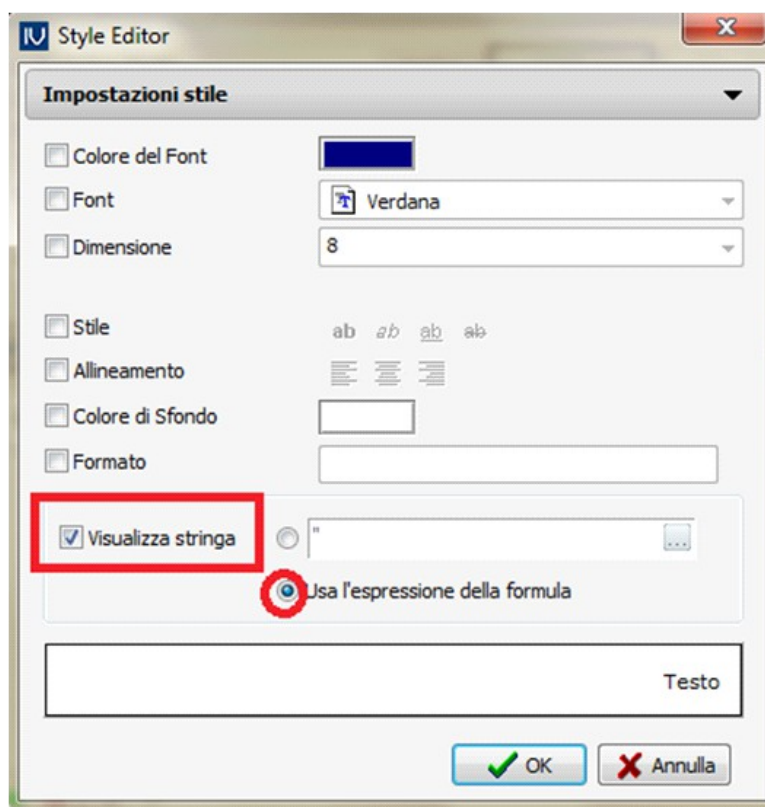 IU Style Editor
Impostazioni stile
Colore del Font
Font Verdana
Dimensione 8
Stile ab ab ab ab
Allineamento
Colore di Sfondo
Formato
Visualizza stringa " ...
Usa l'espressione della formula
Testo
OK Annulla